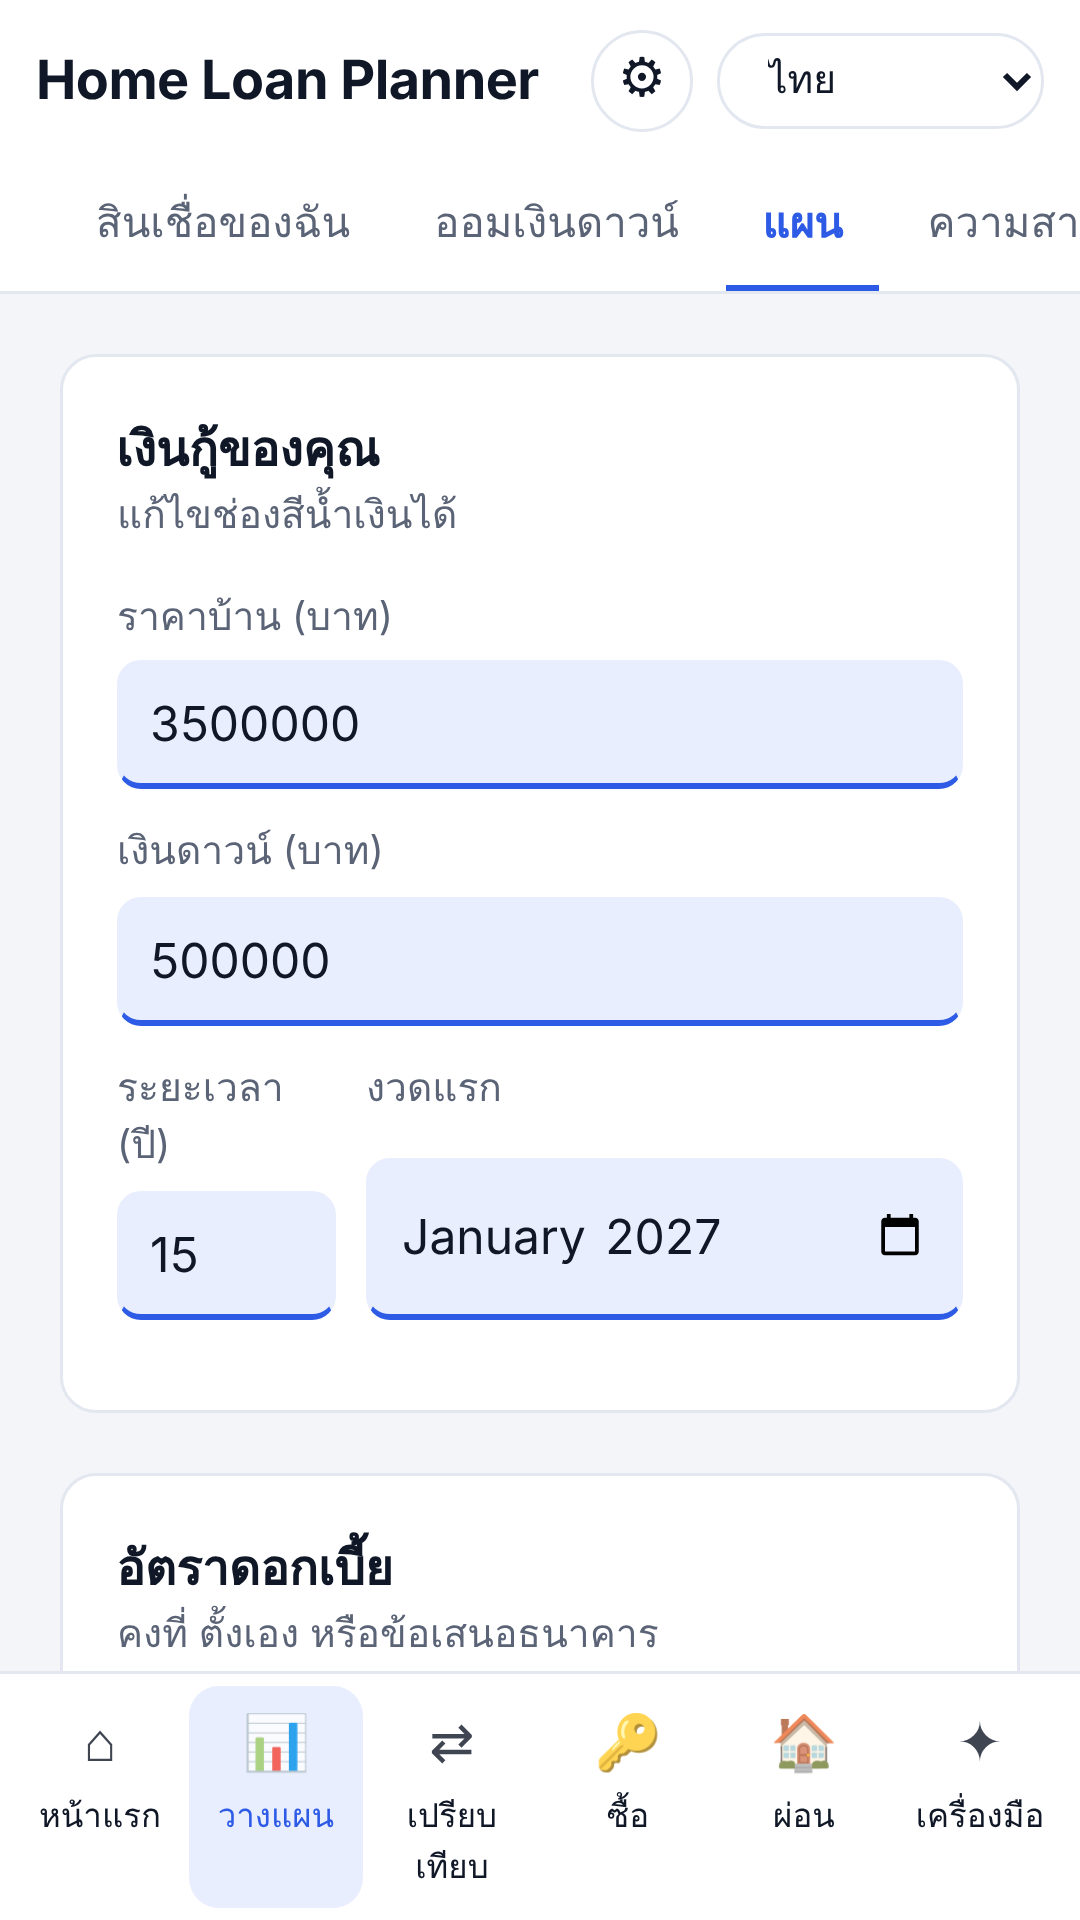 Home Loan Planner
ไทย
สินเชื่อของฉัน
ออมเงินดาวน์
แผน
ความสา
เงินกู้ของคุณ
แก้ไขช่องสีน้ำเงินได้
ราคาบ้าน (บาท)
3500000
เงินดาวน์ (บาท)
500000
ระยะเวลา
(ปี)
งวดแรก
15
January 2027
อัตราดอกเบี้ย
คงที่ ตั้งเอง หรือข้อเสนอธนาคาร
หน้าแรก
วางแผน
เปรียบ
เทียบ
ซื้อ
ผ่อน
เครื่องมือ